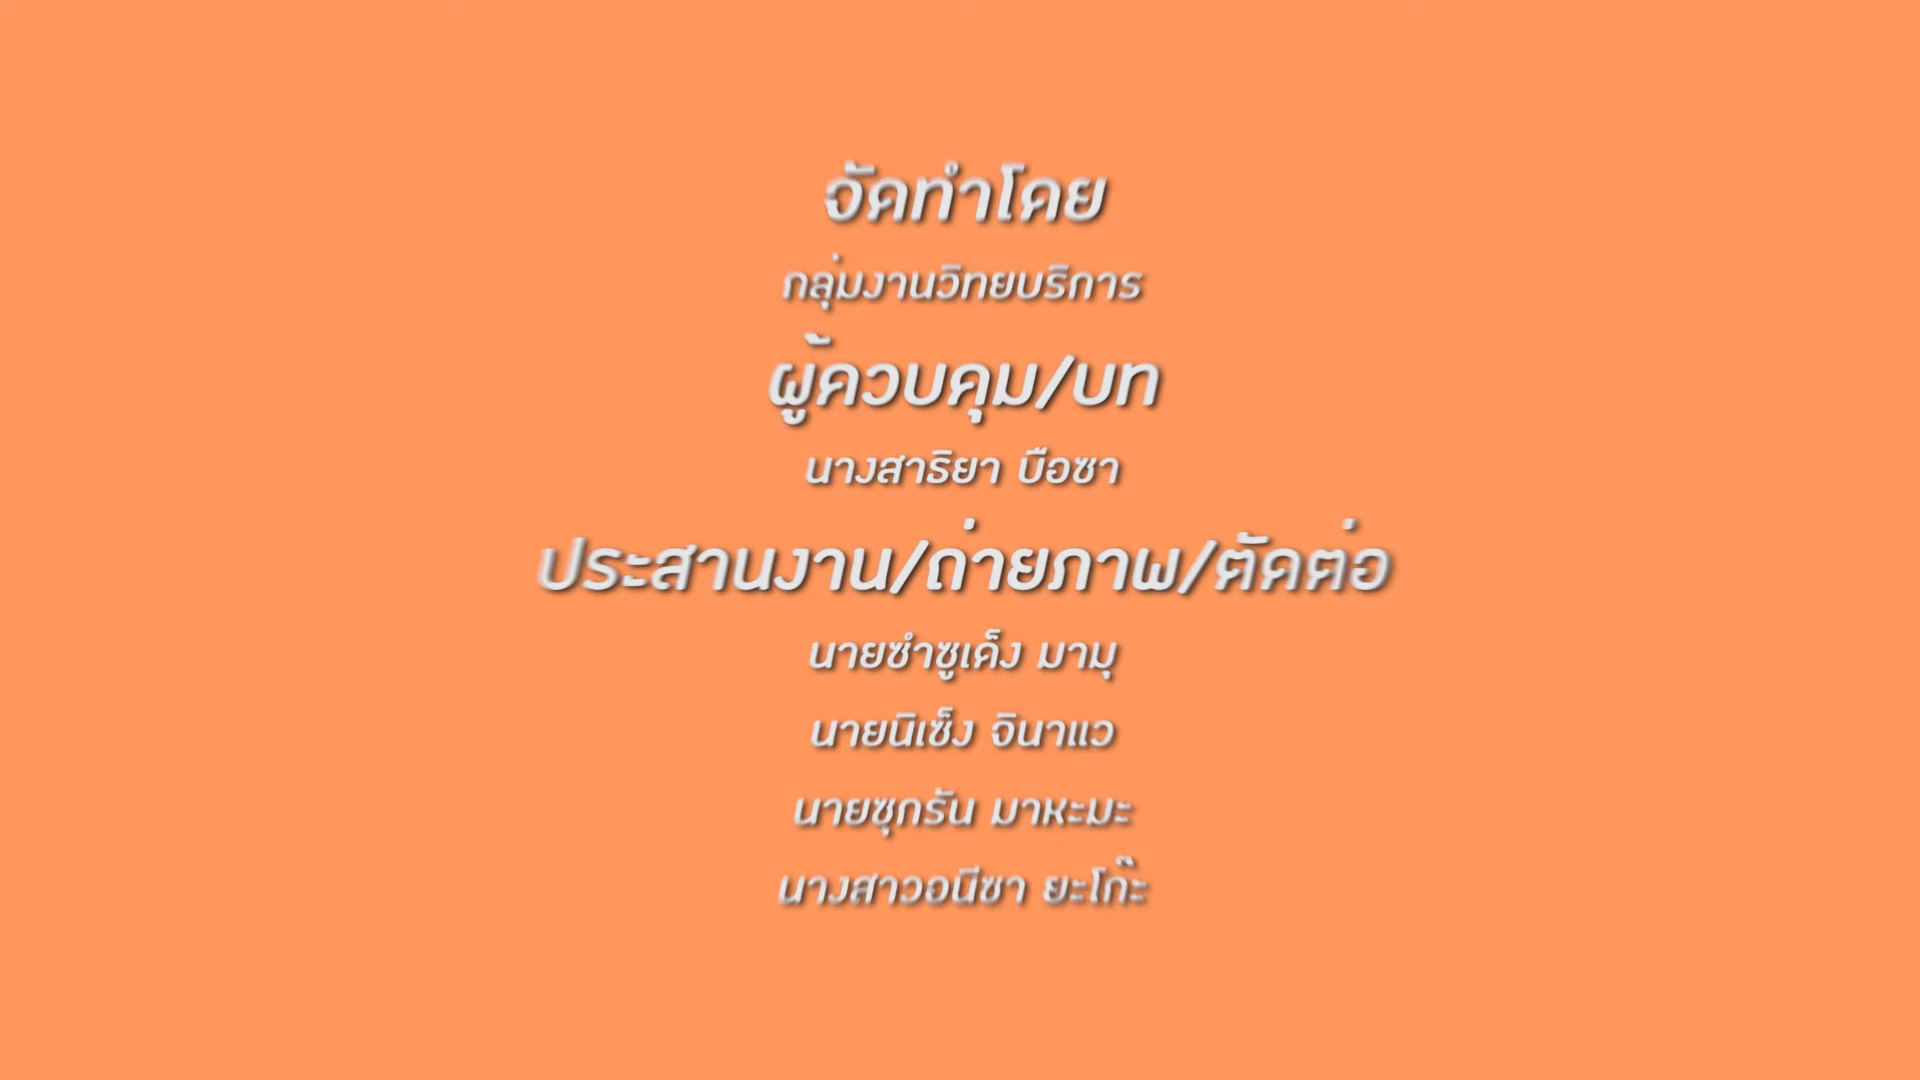 จัดทำโดย
กลุ่มงานวิทยบริการ
ผู้ควบคุม/บท
นางสาธิยา บือซา
ประสานงาน/ถ่ายภาพ/ตัดต่อ
นายซำซูเด็ง มามุ
นายนิเซ็ง จินาแว
นายซุกรัน มาหะมะ
นางสาวอนีซา ยะโก๊ะ